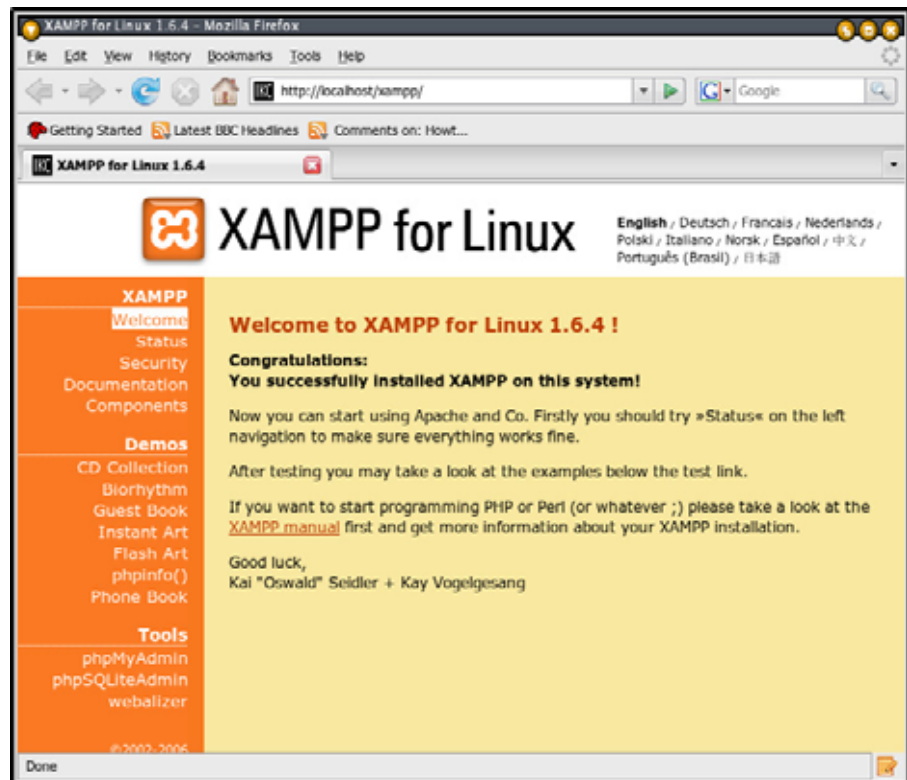 XAMPP for Linux 1.6.4 - Mozilla Firefox
File Edit View History Bookmarks Tools Help
http://localhost/xampp/
Google
Getting Started Latest BBC Headlines Comments on: Howt...
XAMPP for Linux 1.6.4
XAMPP for Linux
English / Deutsch / Francais / Nederlands /
Polski / Italiano / Norsk / Español / 中文 /
Português (Brasil) / 日本語
XAMPP
Welcome
Status
Security
Documentation
Components
Demos
CD Collection
Biorhythm
Guest Book
Instant Art
Flash Art
phpinfo()
Phone Book
Tools
phpMyAdmin
phpSQLiteAdmin
webalizer
©2002-2006
Welcome to XAMPP for Linux 1.6.4 !
Congratulations:
You successfully installed XAMPP on this system!
Now you can start using Apache and Co. Firstly you should try »Status« on the left
navigation to make sure everything works fine.
After testing you may take a look at the examples below the test link.
If you want to start programming PHP or Perl (or whatever ;) please take a look at the
XAMPP manual first and get more information about your XAMPP installation.
Good luck,
Kai "Oswald" Seidler + Kay Vogelgesang
Done